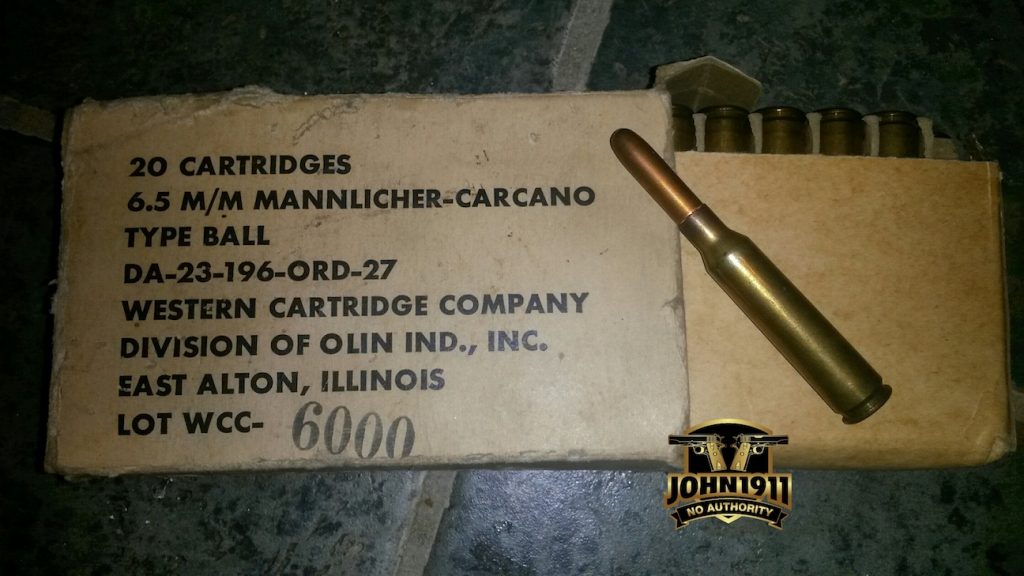 20 CARTRIDGES
6.5 M/M MANNLICHER-CARCANO
TYPE BALL
DA-23-196-ORD-27
WESTERN CARTRIDGE COMPANY
DIVISION OF OLIN IND., INC.
EAST ALTON, ILLINOIS
LOT WCC- 6000
JOHN1911
NO AUTHORITY